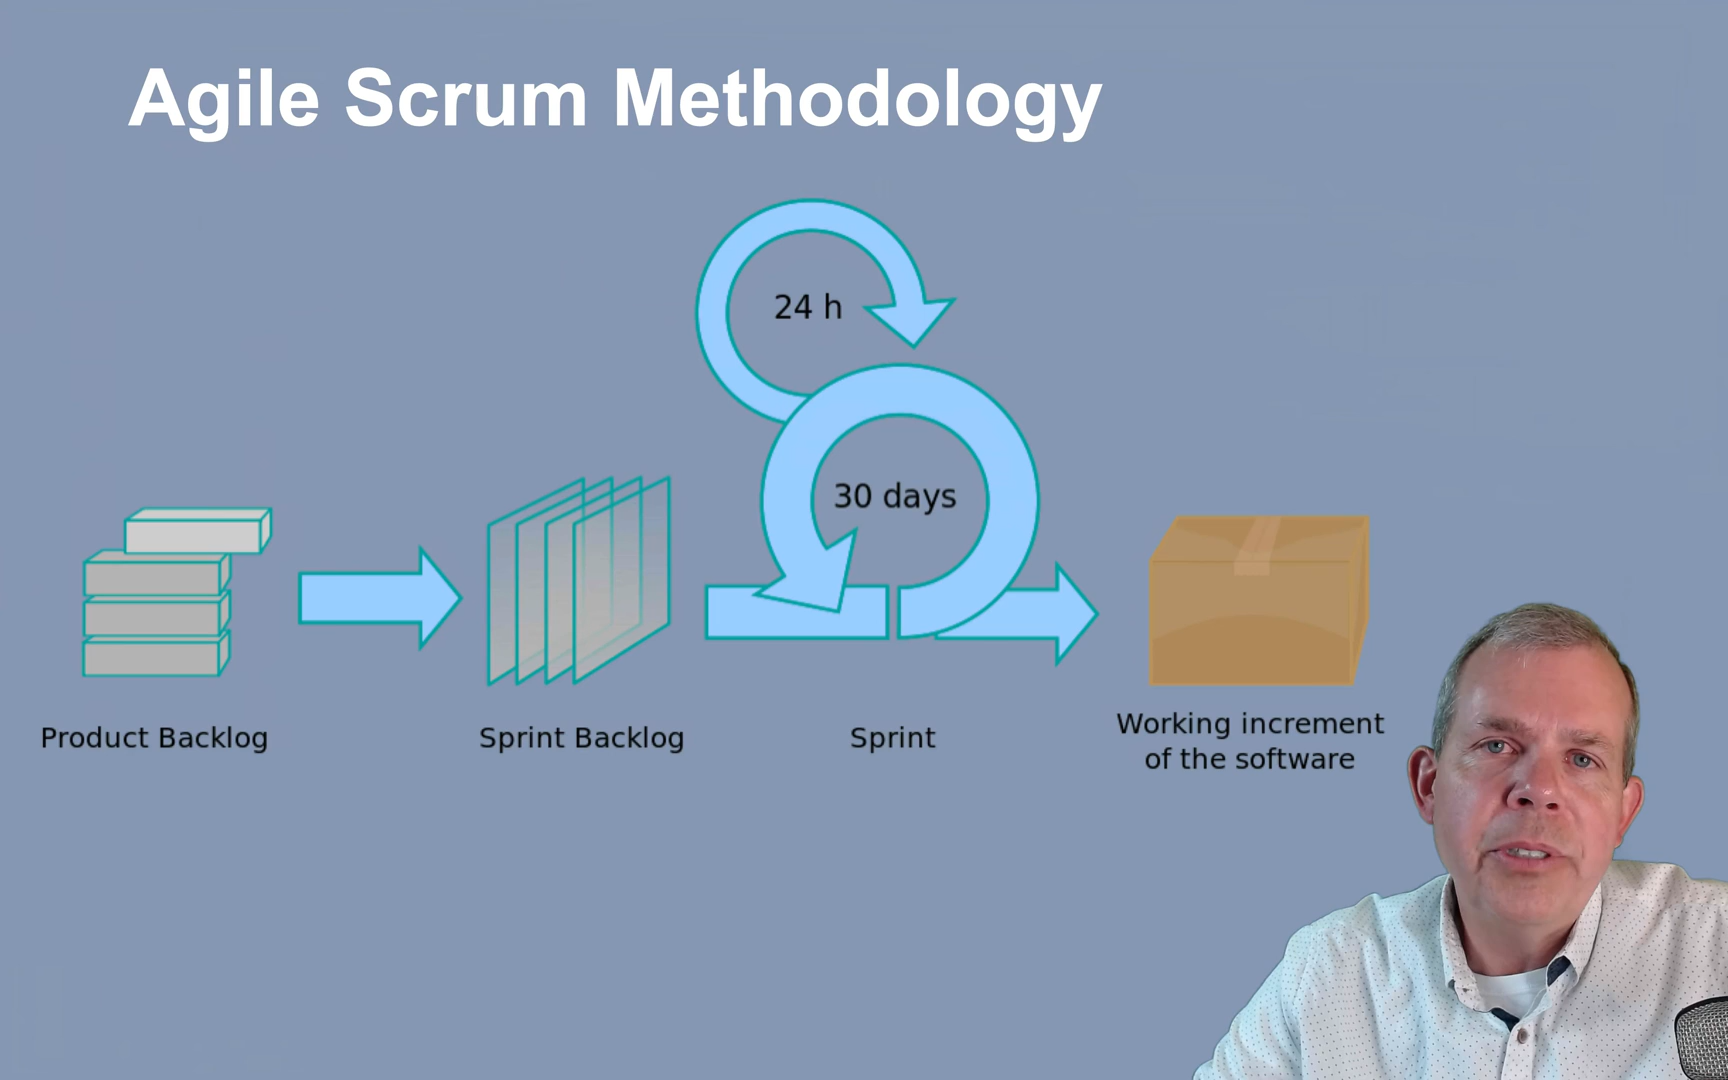 Agile Scrum Methodology
24 h
30 days
Product Backlog
Sprint Backlog
Sprint
Working increment
of the software